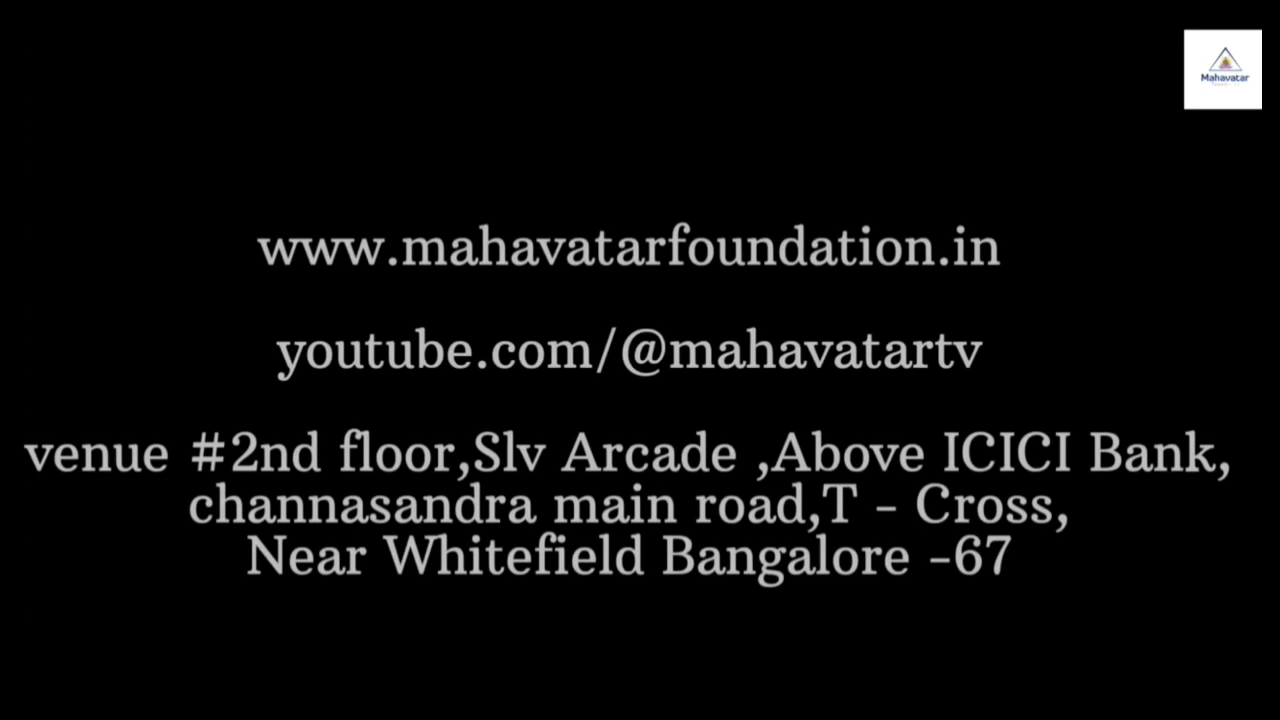 Mahavatar
www.mahavatarfoundation.in
youtube.com/@mahavatartv
venue #2nd floor,Slv Arcade ,Above ICICI Bank,
channasandra main road,T - Cross,
Near Whitefield Bangalore -67